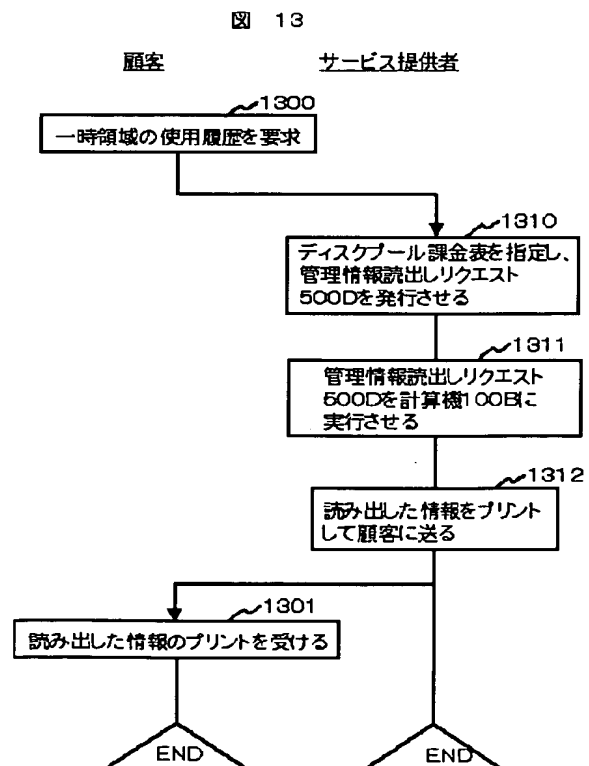 図 13
顧客
サービス提供者
1300
一時領域の使用履歴を要求
1310
ディスクプール課金表を指定し、
管理情報読出しリクエスト
500Dを発行させる
1311
管理情報読出しリクエスト
500Dを計算機100Bに
実行させる
1312
読み出した情報をプリント
して顧客に送る
1301
読み出した情報のプリントを受ける
END
END